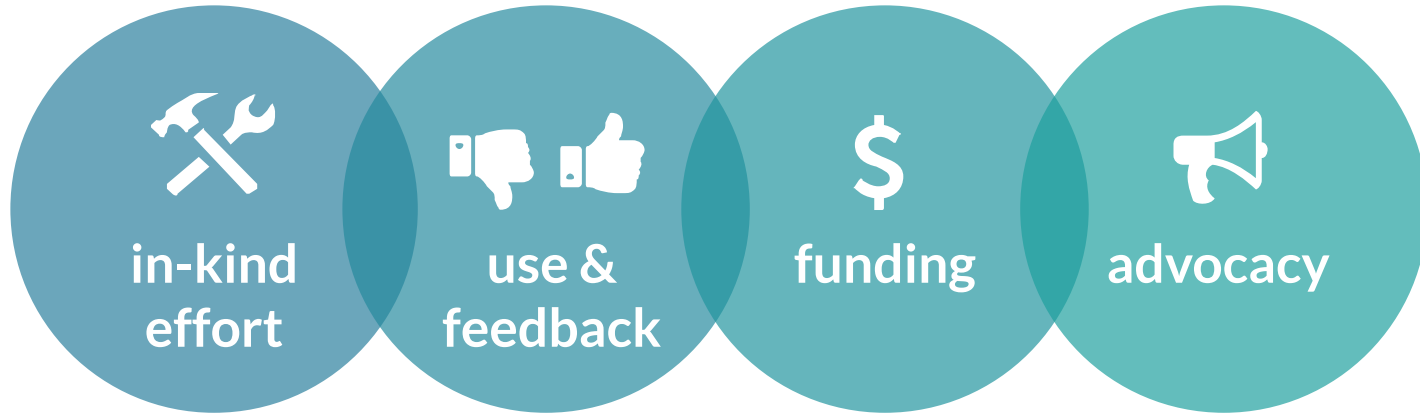 in-kind
effort
use &
feedback
$
funding
advocacy